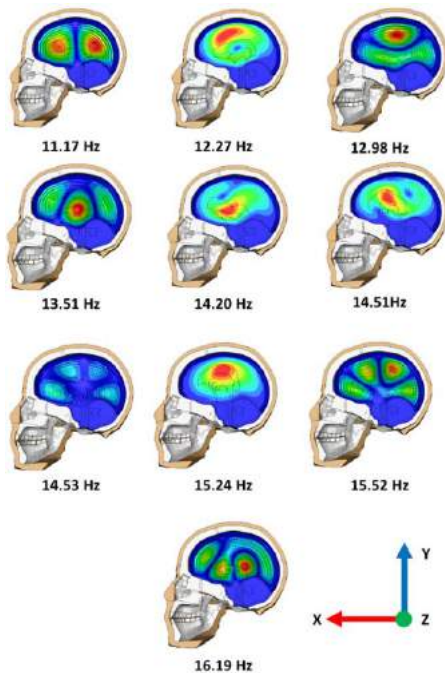 11.17 Hz 12.27 Hz 12.98 Hz
13.51 Hz 14.20 Hz 14.51Hz
14.53 Hz 15.24 Hz 15.52 Hz
Y
X Z
16.19 Hz